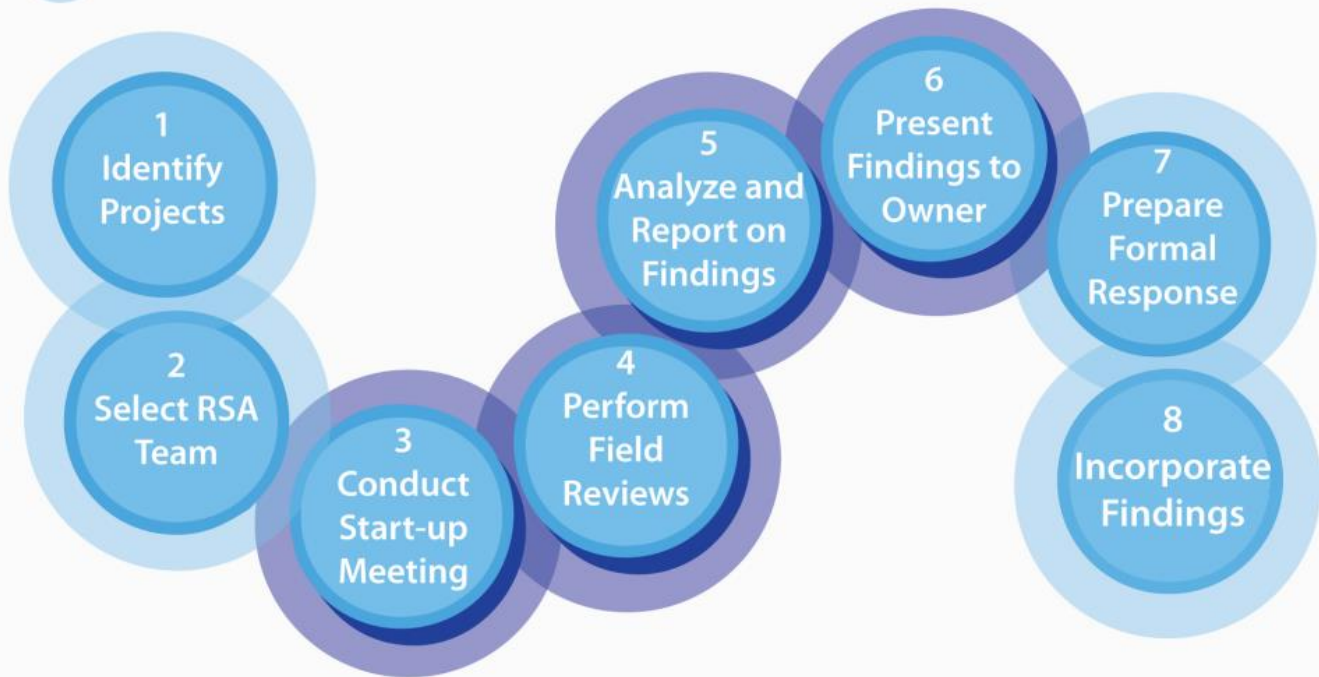 1
Identify
Projects
2
Select RSA
Team
3
Conduct
Start-up
Meeting
4
Perform
Field
Reviews
5
Analyze and
Report on
Findings
6
Present
Findings to
Owner
7
Prepare
Formal
Response
8
Incorporate
Findings